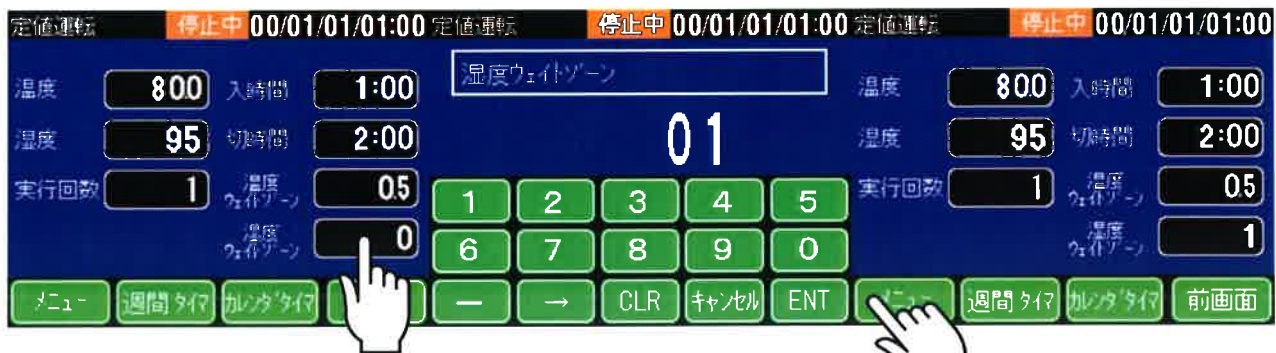 定値運転 停止中 00/01/01/01:00
温度 80.0 入時間 1:00
湿度 95 切時間 2:00
実行回数 1 温度ウェイトゾーン 0.5
湿度ウェイトゾーン 0
メニュー 週間タイマ カレンダタイマ
定値運転 停止中 00/01/01/01:00
湿度ウェイトゾーン
01
1 2 3 4 5
6 7 8 9 0
— → CLR キャンセル ENT
定値運転 停止中 00/01/01/01:00
温度 80.0 入時間 1:00
湿度 95 切時間 2:00
実行回数 1 温度ウェイトゾーン 0.5
湿度ウェイトゾーン 1
メニュー 週間タイマ カレンダタイマ 前画面